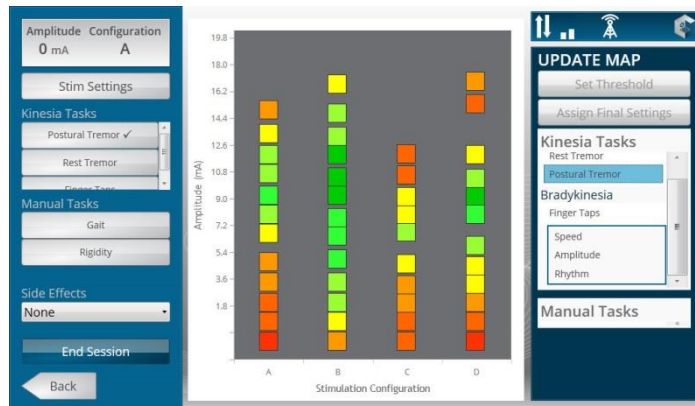 Amplitude Configuration
0 mA A
Stim Settings
Kinesia Tasks
Postural Tremor ✓
Rest Tremor
Finger Taps
Manual Tasks
Gait
Rigidity
Side Effects
None
End Session
Back
19.8
18.0
16.2
14.4
12.6
10.8
9.0
7.2
5.4
3.6
1.8
Amplitude (mA)
A B C D
Stimulation Configuration
UPDATE MAP
Set Threshold
Assign Final Settings
Kinesia Tasks
Rest Tremor
Postural Tremor
Bradykinesia
Finger Taps
Speed
Amplitude
Rhythm
Manual Tasks